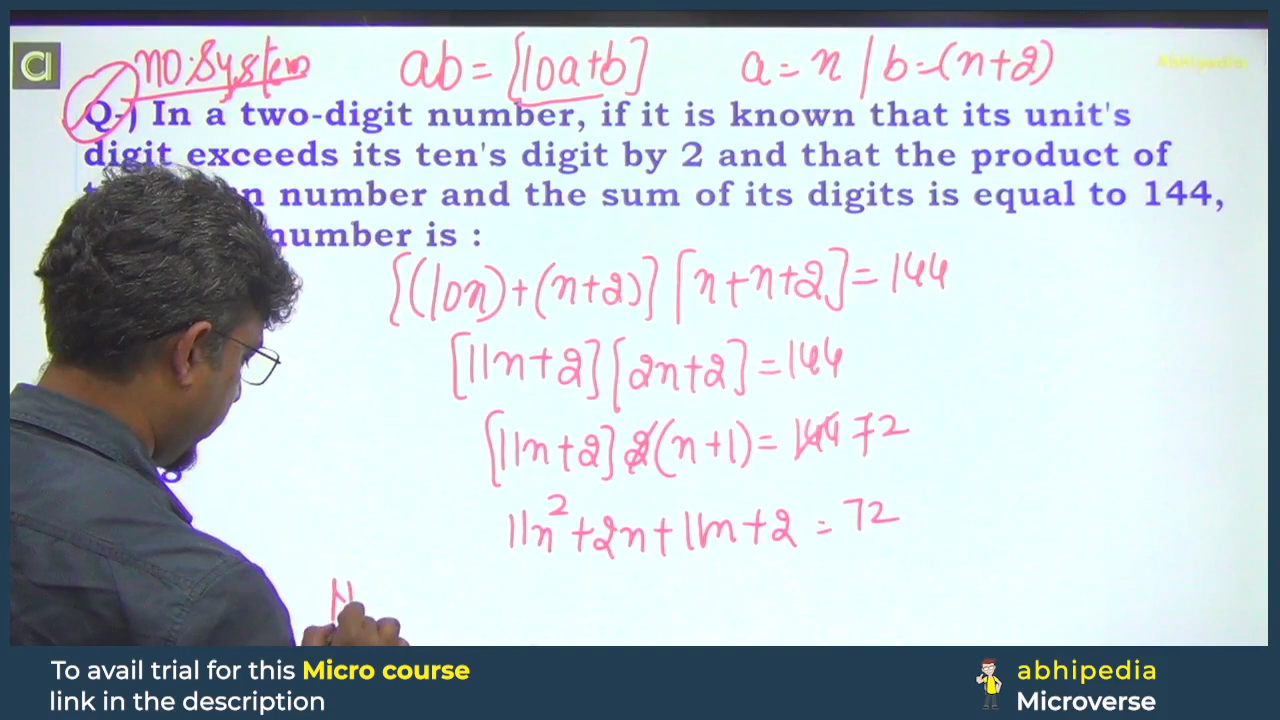 NO. System ab = [10a+b] a = n / b = (n+2)
Abhipedia
Q-) In a two-digit number, if it is known that its unit's
digit exceeds its ten's digit by 2 and that the product of
number and the sum of its digits is equal to 144,
number is :
[(10n)+(n+2)] [n+n+2] = 144
[11n+2] [2n+2] = 144
[11n+2] 2(n+1) = 144 72
11n²+2n+11n+2 = 72
To avail trial for this Micro course
link in the description
abhipedia
Microverse